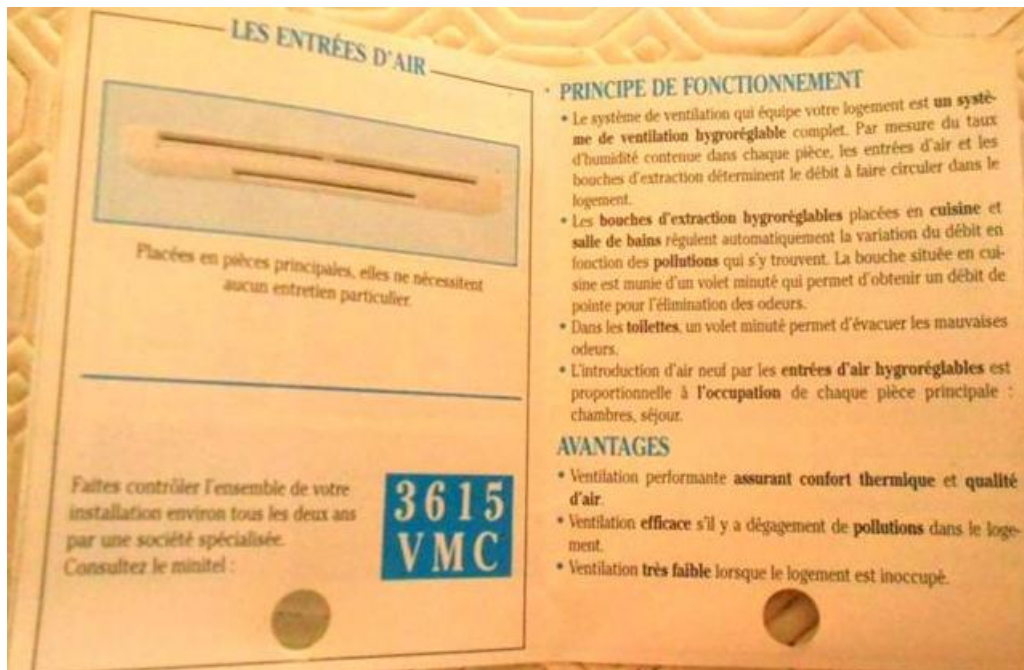 LES ENTRÉES D'AIR
Placées en pièces principales, elles ne nécessitent
aucun entretien particulier.
Faites contrôler l'ensemble de votre
installation environ tous les deux ans
par une société spécialisée.
Consultez le minitel :
3615
VMC
PRINCIPE DE FONCTIONNEMENT
• Le système de ventilation qui équipe votre logement est un systè-
me de ventilation hygroréglable complet. Par mesure du taux
d'humidité contenue dans chaque pièce, les entrées d'air et les
bouches d'extraction déterminent le débit à faire circuler dans le
logement.
• Les bouches d'extraction hygroréglables placées en cuisine et
salle de bains régulent automatiquement la variation du débit en
fonction des pollutions qui s'y trouvent. La bouche située en cui-
sine est munie d'un volet minuté qui permet d'obtenir un débit de
pointe pour l'élimination des odeurs.
• Dans les toilettes, un volet minuté permet d'évacuer les mauvaises
odeurs.
• L'introduction d'air neuf par les entrées d'air hygroréglables est
proportionnelle à l'occupation de chaque pièce principale :
chambres, séjour.
AVANTAGES
• Ventilation performante assurant confort thermique et qualité
d'air.
• Ventilation efficace s'il y a dégagement de pollutions dans le loge-
ment.
• Ventilation très faible lorsque le logement est inoccupé.